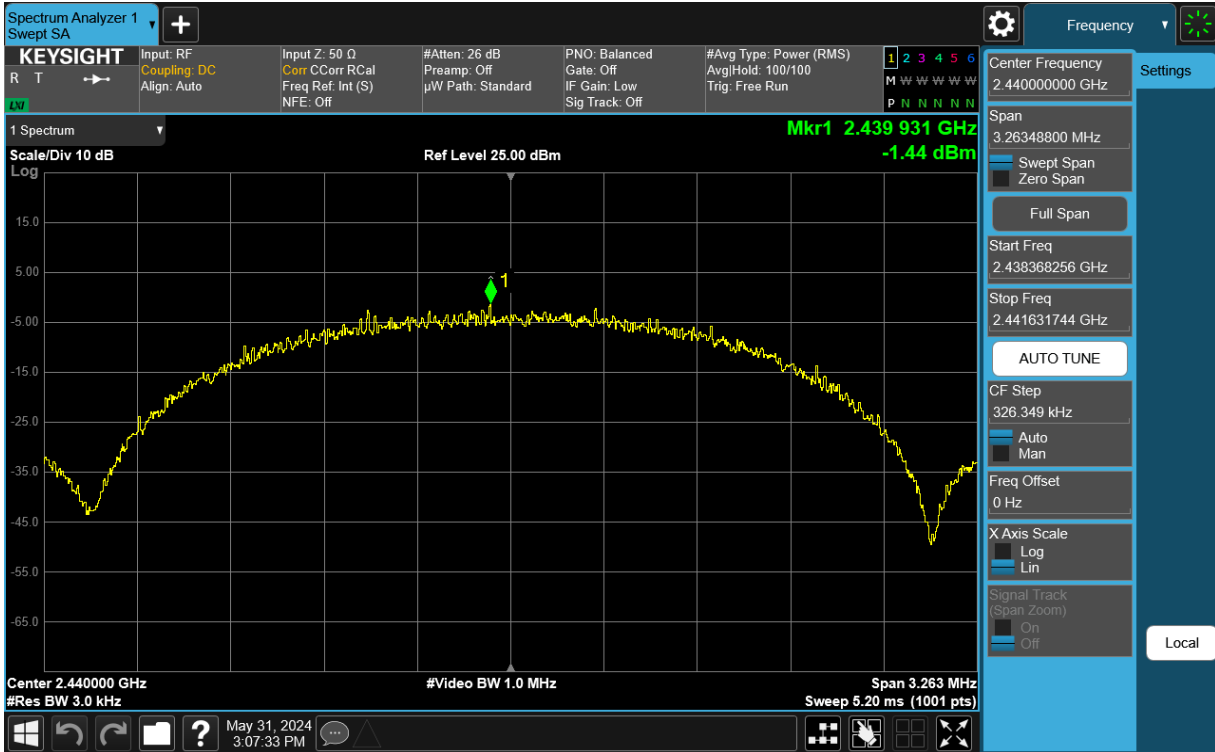 Spectrum Analyzer 1
Swept SA
Frequency
KEYSIGHT
R T
LXI
Input: RF
Coupling: DC
Align: Auto
Input Z: 50 Ω
Corr CCorr RCal
Freq Ref: Int (S)
NFE: Off
#Atten: 26 dB
Preamp: Off
µW Path: Standard
PNO: Balanced
Gate: Off
IF Gain: Low
Sig Track: Off
#Avg Type: Power (RMS)
Avg|Hold: 100/100
Trig: Free Run
1 2 3 4 5 6
M W W W W W
P N N N N N
1 Spectrum
Mkr1 2.439 931 GHz
Scale/Div 10 dB
Ref Level 25.00 dBm
-1.44 dBm
Log
15.0
5.00
1
-5.00
-15.0
-25.0
-35.0
-45.0
-55.0
-65.0
Center 2.440000 GHz
#Video BW 1.0 MHz
Span 3.263 MHz
#Res BW 3.0 kHz
Sweep 5.20 ms (1001 pts)
Center Frequency
2.440000000 GHz
Settings
Span
3.26348800 MHz
Swept Span
Zero Span
Full Span
Start Freq
2.438368256 GHz
Stop Freq
2.441631744 GHz
AUTO TUNE
CF Step
326.349 kHz
Auto
Man
Freq Offset
0 Hz
X Axis Scale
Log
Lin
Signal Track
(Span Zoom)
On
Off
Local
?
May 31, 2024
3:07:33 PM